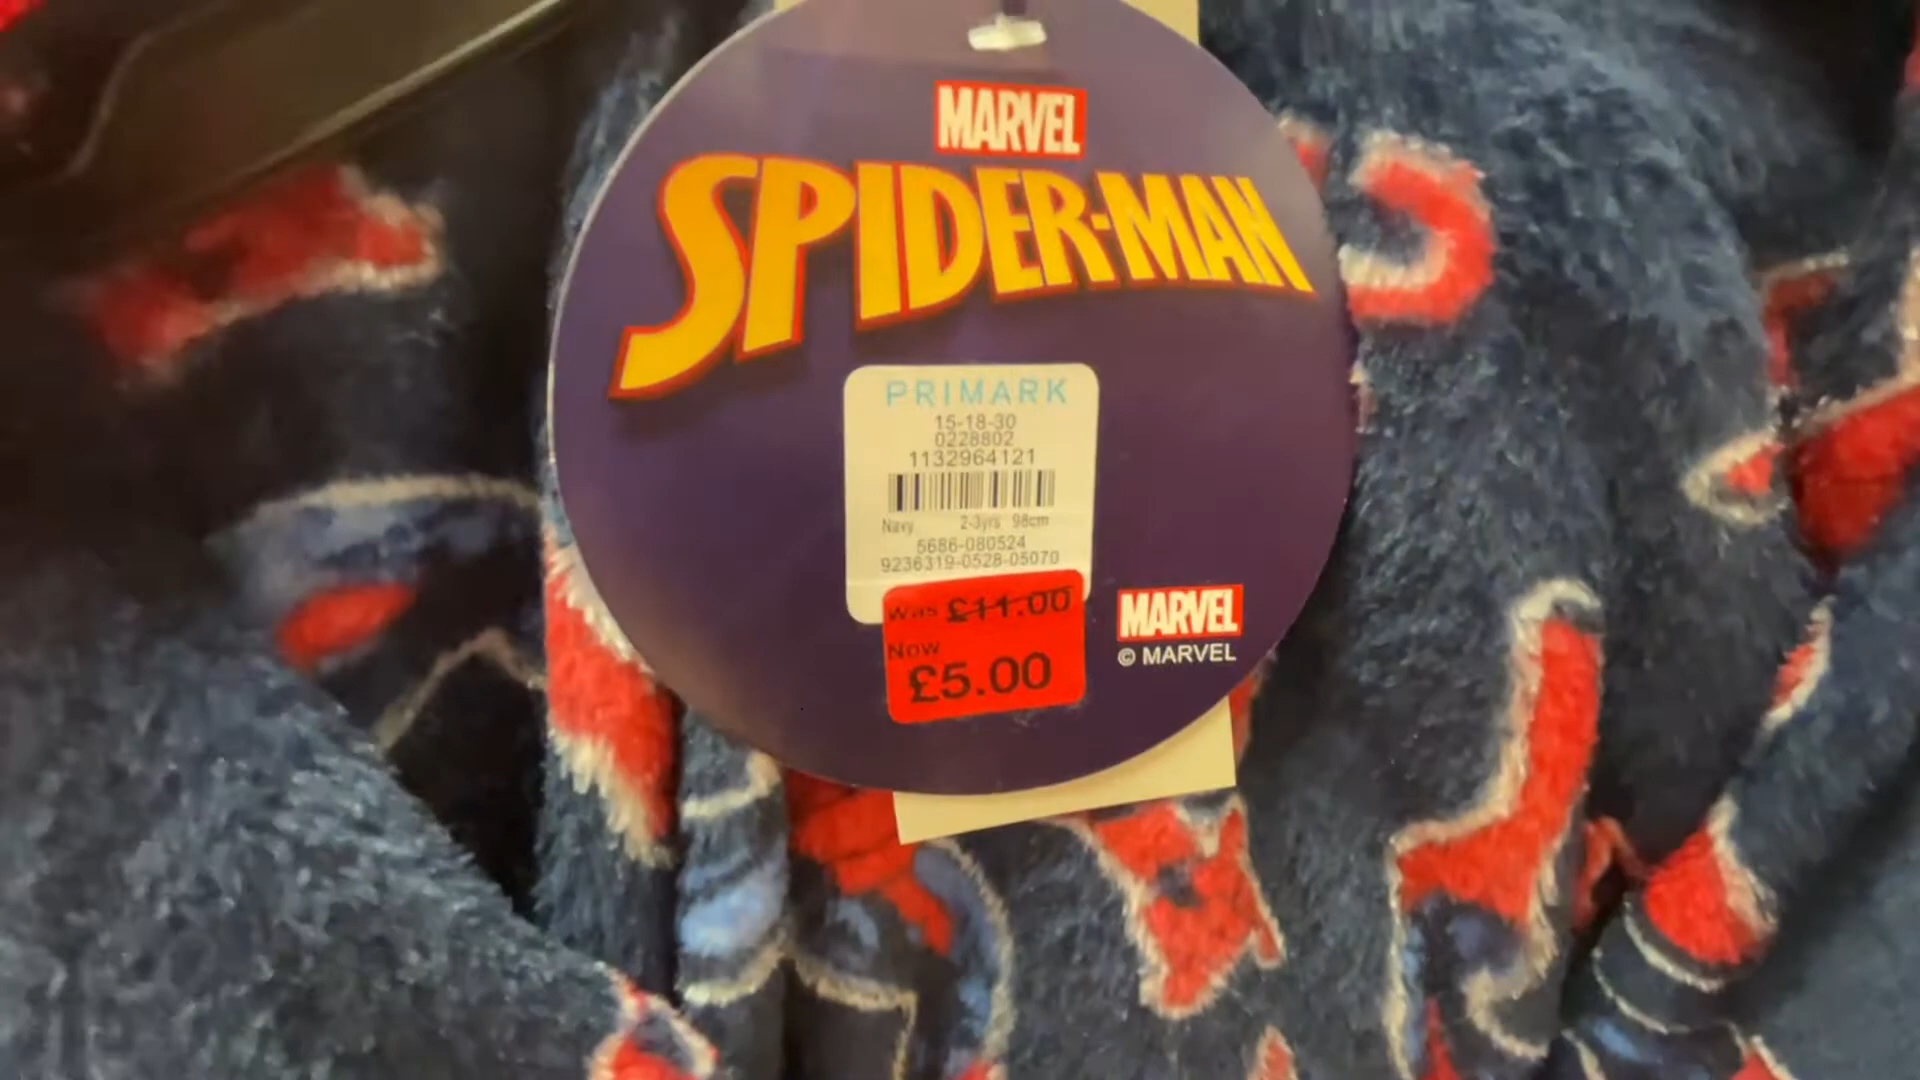 MARVEL
SPIDER-MAN
PRIMARK
15-18-30
0228802
1132964121
Navy 2-3yrs 98cm
5686-080524
9236319-0528-05070
Was £11.00
Now
£5.00
MARVEL
© MARVEL